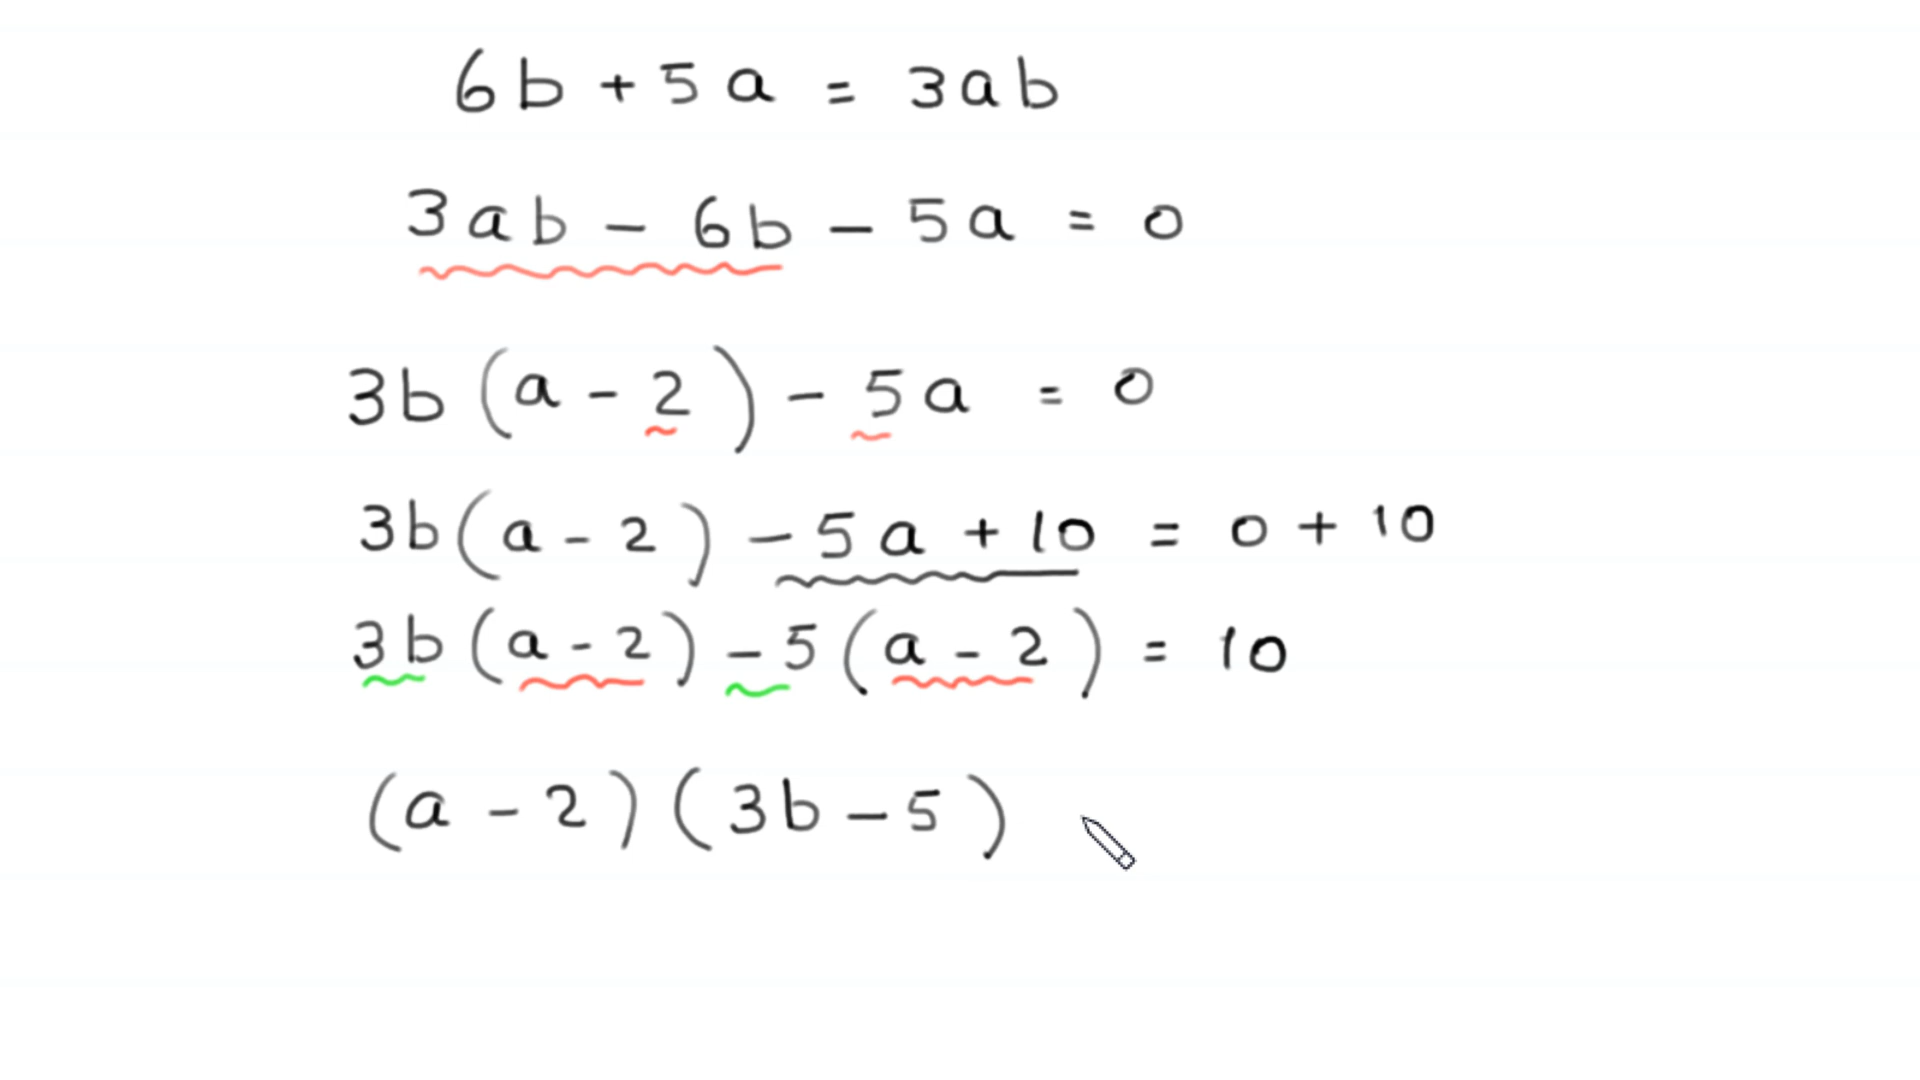 6b + 5a = 3ab
3ab - 6b - 5a = 0
3b(a - 2) - 5a = 0
3b(a - 2) - 5a + 10 = 0 + 10
3b(a - 2) - 5(a - 2) = 10
(a - 2)(3b - 5)